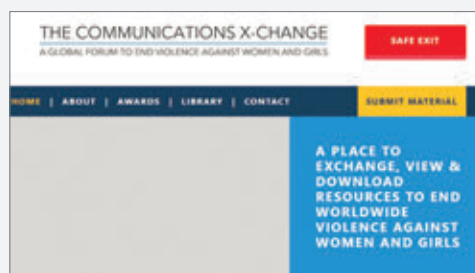 THE COMMUNICATIONS X-CHANGE
A GLOBAL FORUM TO END VIOLENCE AGAINST WOMEN AND GIRLS
SAFE EXIT
HOME | ABOUT | AWARDS | LIBRARY | CONTACT
SUBMIT MATERIAL
A PLACE TO
EXCHANGE, VIEW &
DOWNLOAD
RESOURCES TO END
WORLDWIDE
VIOLENCE AGAINST
WOMEN AND GIRLS